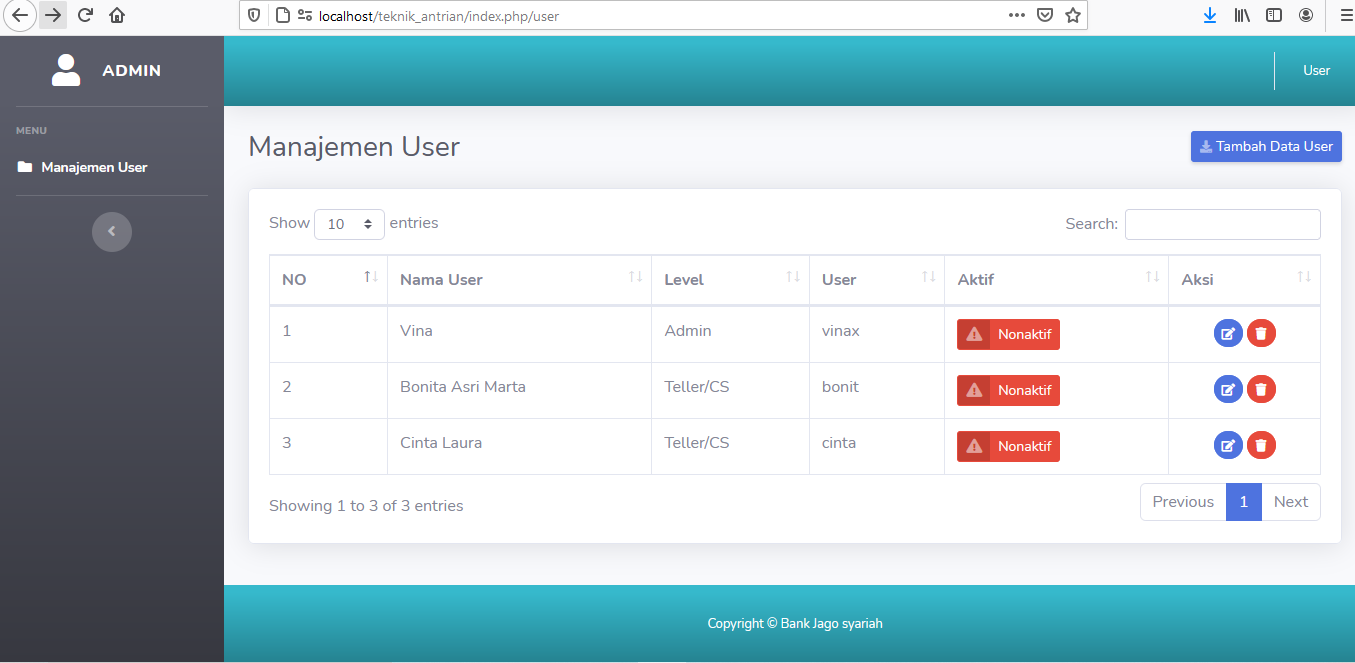 localhost/teknik_antrian/index.php/user
ADMIN
User
MENU
Manajemen User
Manajemen User
Tambah Data User
Show 10 entries
Search:
NO Nama User Level User Aktif Aksi
1 Vina Admin vinax Nonaktif
2 Bonita Asri Marta Teller/CS bonit Nonaktif
3 Cinta Laura Teller/CS cinta Nonaktif
Showing 1 to 3 of 3 entries
Previous 1 Next
Copyright © Bank Jago syariah